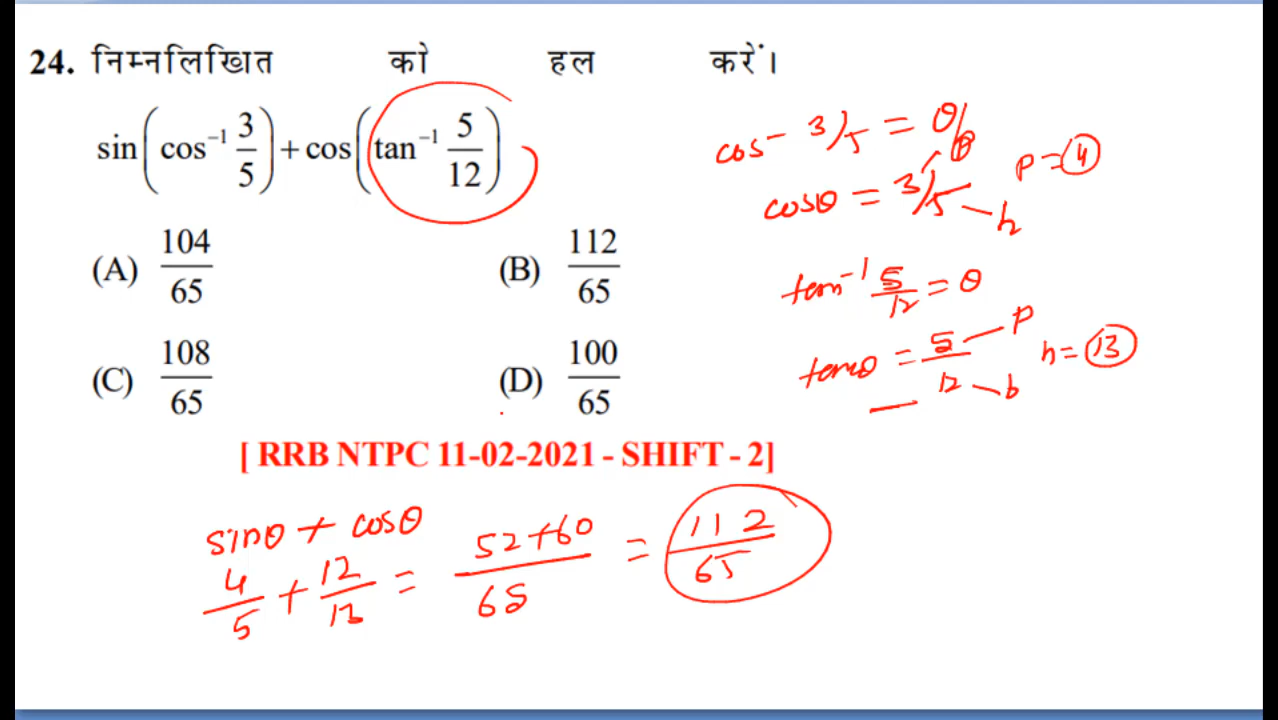 24. निम्नलिखित को हल करें।
sin(cos⁻¹ 3/5) + cos(tan⁻¹ 5/12)
(A) 104/65
(B) 112/65
(C) 108/65
(D) 100/65
[ RRB NTPC 11-02-2021 - SHIFT - 2]
cos⁻ 3/5 = θ
cosθ = 3/5 b h p = 4
tan⁻¹ 5/12 = θ
tanθ = 5/12 p b h = 13
sinθ + cosθ
4/5 + 12/13 = 52+60/65 = 112/65